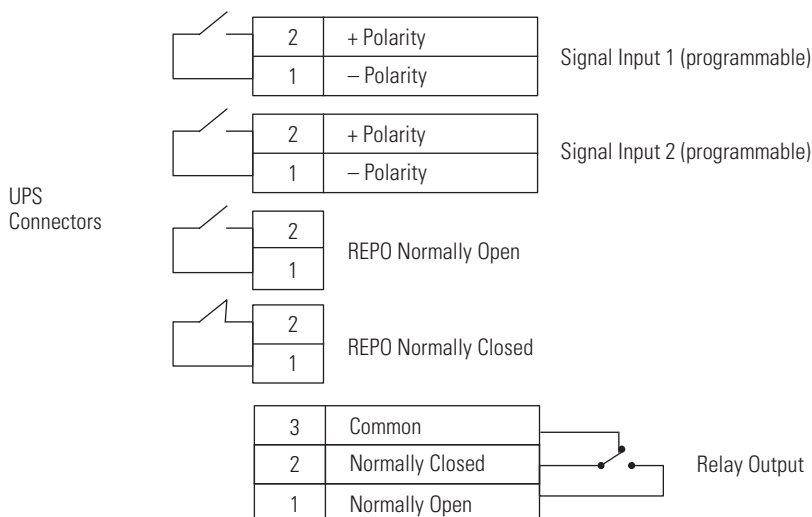 2 + Polarity
1 – Polarity
Signal Input 1 (programmable)
2 + Polarity
1 – Polarity
Signal Input 2 (programmable)
UPS
Connectors
2
1
REPO Normally Open
2
1
REPO Normally Closed
3 Common
2 Normally Closed
1 Normally Open
Relay Output